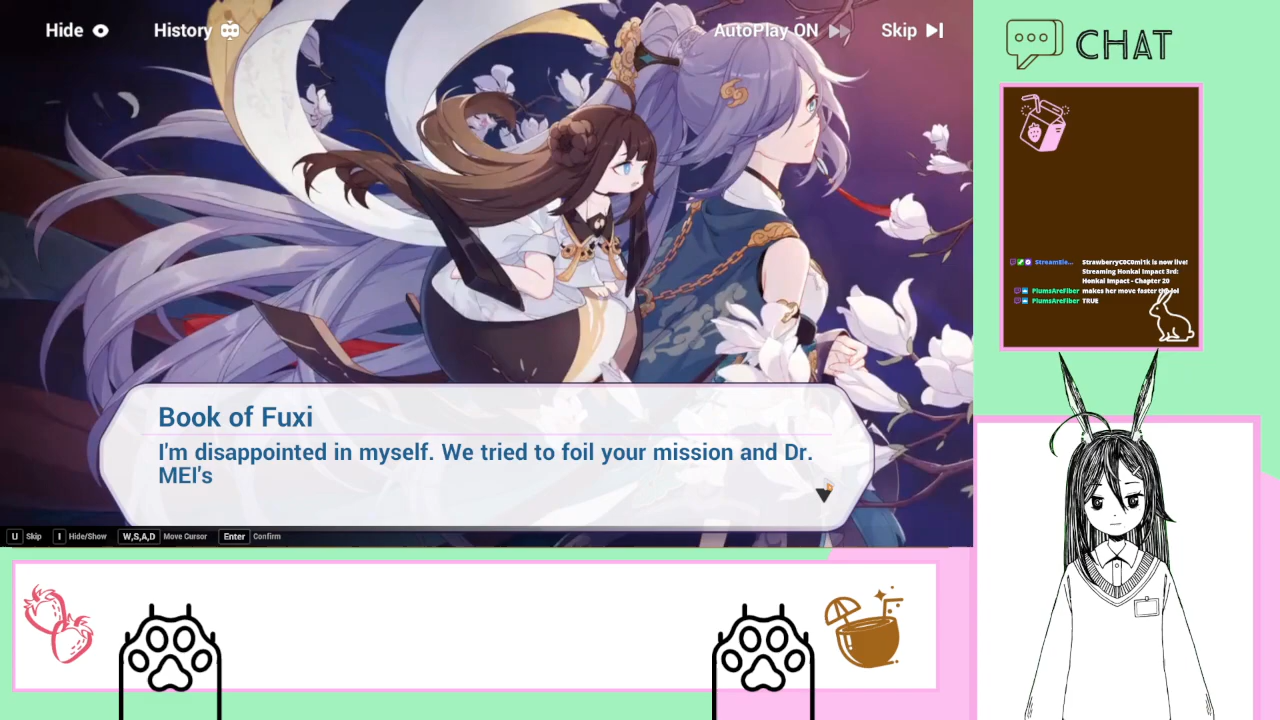 Hide
History
AutoPlay ON
Skip
Book of Fuxi
I'm disappointed in myself. We tried to foil your mission and Dr.
MEI's
U Skip I Hide/Show W,S,A,D Move Cursor Enter Confirm
CHAT
StreamEle... StrawberryC0C0ml1k is now live!
Streaming Honkai Impact 3rd:
Honkai Impact - Chapter 20
PlumsAreFiber makes her move faster
PlumsAreFiber TRUE